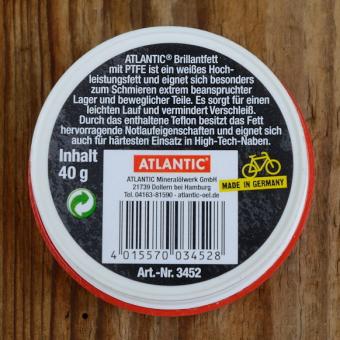 ATLANTIC® Brillantfett
mit PTFE ist ein weißes Hoch-
leistungsfett und eignet sich besonders
zum Schmieren extrem beanspruchter
Lager und beweglicher Teile. Es sorgt für einen
leichten Lauf und vermindert Verschleiß.
Durch das enthaltene Teflon besitzt das Fett
hervorragende Notlaufeigenschaften und eignet sich
auch für härtesten Einsatz in High-Tech-Naben.
Inhalt
40 g
ATLANTIC®
ATLANTIC Mineralölwerk GmbH
21739 Dollern bei Hamburg
Tel. 04163-81590 - atlantic-oel.de
MADE IN GERMANY
4 015570 034528
Art.-Nr. 3452